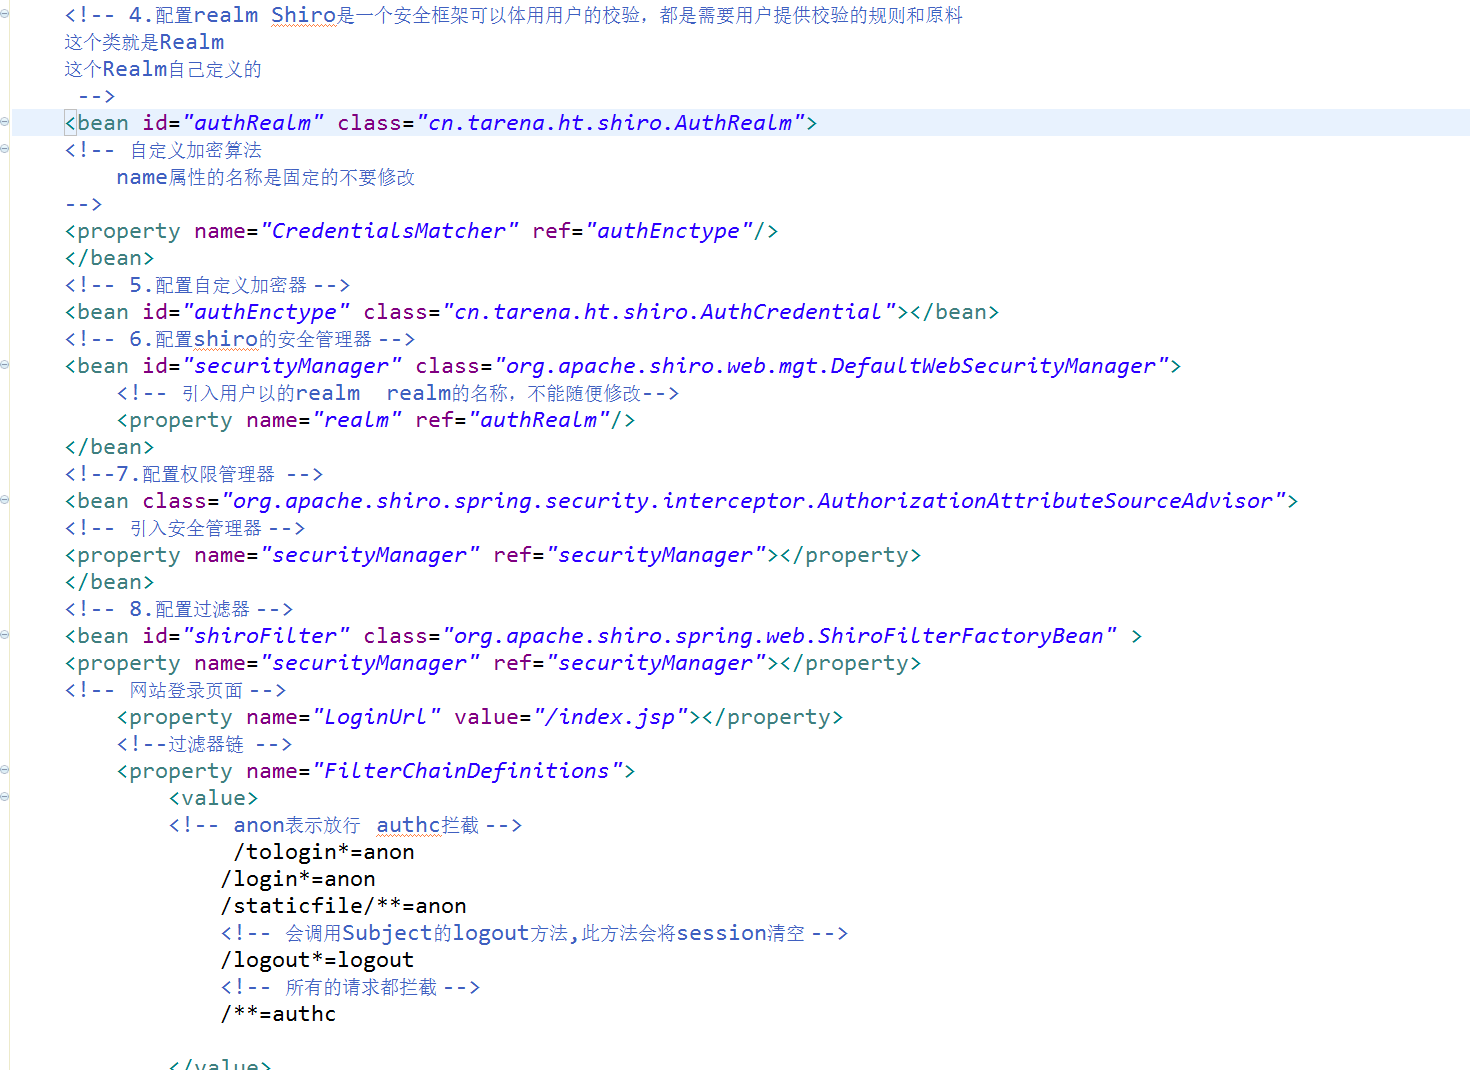 <!-- 4.配置realm Shiro是一个安全框架可以体用用户的校验，都是需要用户提供校验的规则和原料
这个类就是Realm
这个Realm自己定义的
-->
<bean id="authRealm" class="cn.tarena.ht.shiro.AuthRealm">
<!-- 自定义加密算法
name属性的名称是固定的不要修改
-->
<property name="CredentialsMatcher" ref="authEnctype"/>
</bean>
<!-- 5.配置自定义加密器-->
<bean id="authEnctype" class="cn.tarena.ht.shiro.AuthCredential"></bean>
<!-- 6.配置shiro的安全管理器-->
<bean id="securityManager" class="org.apache.shiro.web.mgt.DefaultWebSecurityManager">
<!-- 引入用户以的realm  realm的名称，不能随便修改-->
<property name="realm" ref="authRealm"/>
</bean>
<!--7.配置权限管理器 -->
<bean class="org.apache.shiro.spring.security.interceptor.AuthorizationAttributeSourceAdvisor">
<!-- 引入安全管理器-->
<property name="securityManager" ref="securityManager"></property>
</bean>
<!-- 8.配置过滤器-->
<bean id="shiroFilter" class="org.apache.shiro.spring.web.ShiroFilterFactoryBean" >
<property name="securityManager" ref="securityManager"></property>
<!-- 网站登录页面-->
<property name="LoginUrl" value="/index.jsp"></property>
<!--过滤器链 -->
<property name="FilterChainDefinitions">
<value>
<!-- anon表示放行 authc拦截-->
/tologin*=anon
/login*=anon
/staticfile/**=anon
<!-- 会调用Subject的logout方法,此方法会将session清空-->
/logout*=logout
<!-- 所有的请求都拦截-->
/**=authc
</value>